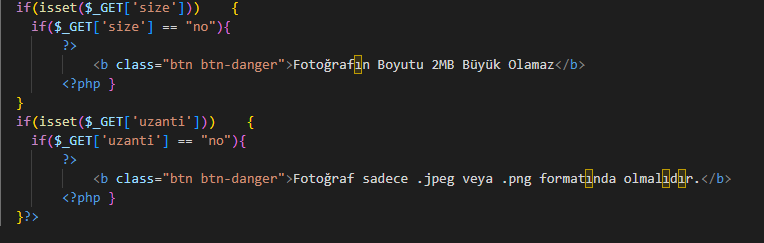 if(isset($_GET['size']))    {
  if($_GET['size'] == "no"){
      ?>
          <b class="btn btn-danger">Fotoğrafın Boyutu 2MB Büyük Olamaz</b>
      <?php }
}
if(isset($_GET['uzanti']))    {
  if($_GET['uzanti'] == "no"){
      ?>
          <b class="btn btn-danger">Fotoğraf sadece .jpeg veya .png formatında olmalıdır.</b>
      <?php }
}?>